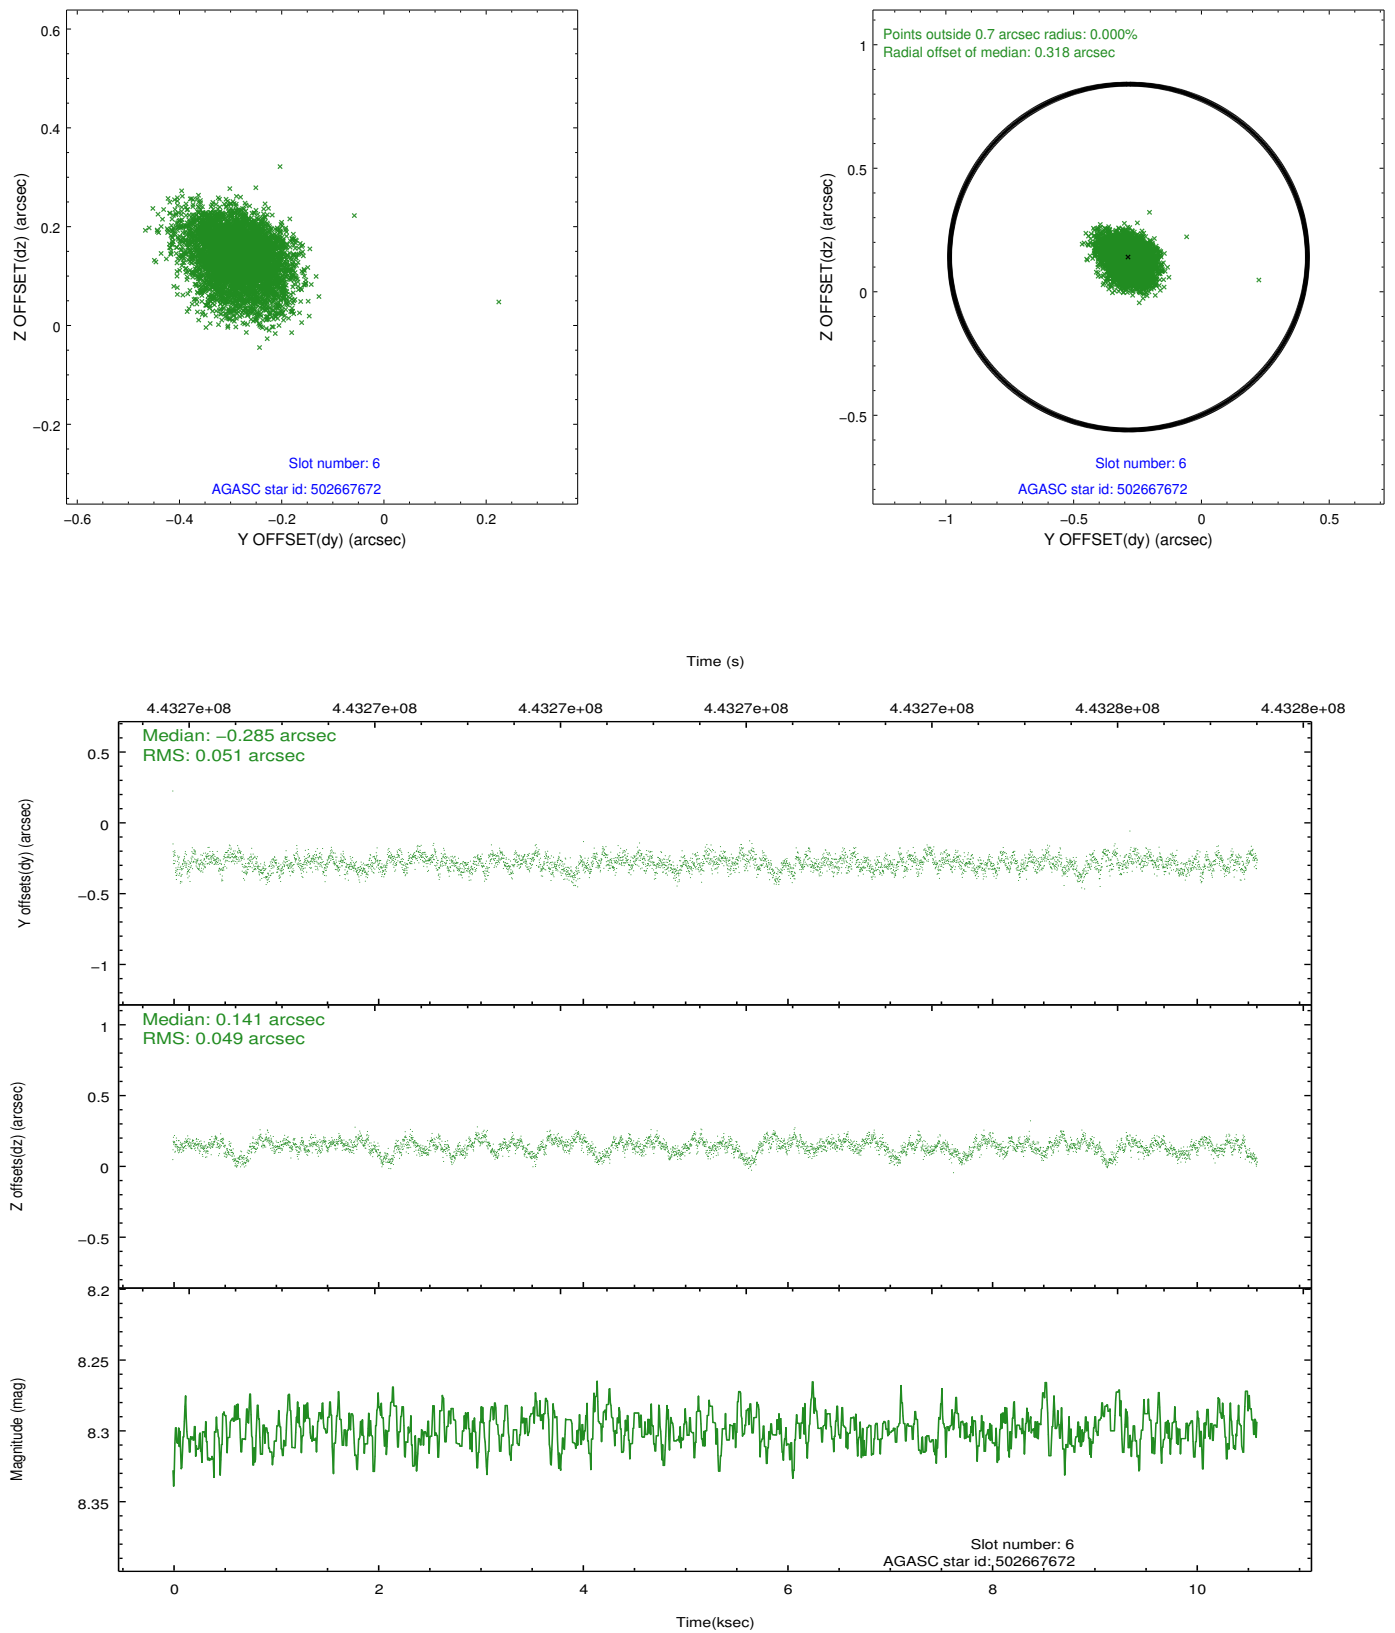 0.6
0.4
0.2
0
−0.2
Z OFFSET(dz) (arcsec)
Slot number: 6
AGASC star id: 502667672
−0.6 −0.4 −0.2 0 0.2
Y OFFSET(dy) (arcsec)
Points outside 0.7 arcsec radius: 0.000%
Radial offset of median: 0.318 arcsec
1
0.5
0
−0.5
Z OFFSET(dz) (arcsec)
Slot number: 6
AGASC star id: 502667672
−1 −0.5 0 0.5
Y OFFSET(dy) (arcsec)
Time (s)
4.4327e+08 4.4327e+08 4.4327e+08 4.4327e+08 4.4327e+08 4.4328e+08 4.4328e+08
Median: −0.285 arcsec
RMS: 0.051 arcsec
0.5
0
−0.5
−1
Y offsets(dy) (arcsec)
Median: 0.141 arcsec
RMS: 0.049 arcsec
1
0.5
0
−0.5
Z offsets(dz) (arcsec)
8.2
8.25
8.3
8.35
Magnitude (mag)
Slot number: 6
AGASC star id: 502667672
0 2 4 6 8 10
Time(ksec)